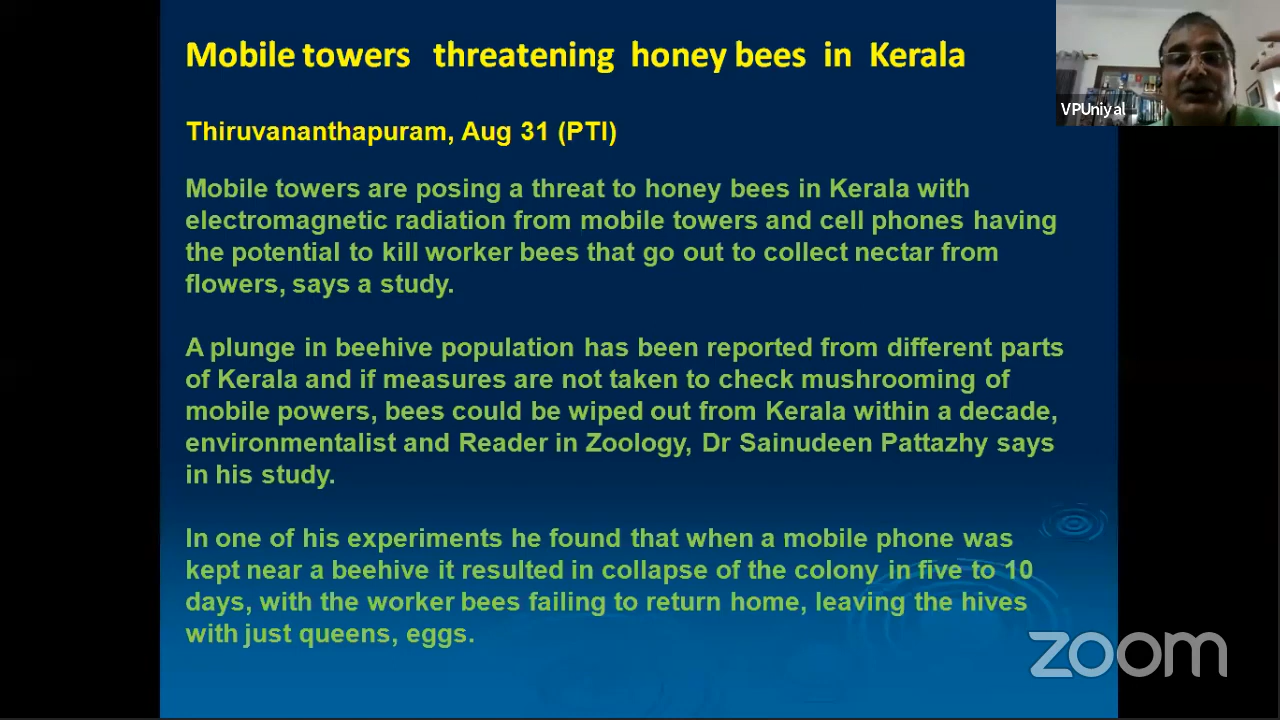 Mobile towers threatening honey bees in Kerala
VPUniyal
Thiruvananthapuram, Aug 31 (PTI)
Mobile towers are posing a threat to honey bees in Kerala with
electromagnetic radiation from mobile towers and cell phones having
the potential to kill worker bees that go out to collect nectar from
flowers, says a study.
A plunge in beehive population has been reported from different parts
of Kerala and if measures are not taken to check mushrooming of
mobile powers, bees could be wiped out from Kerala within a decade,
environmentalist and Reader in Zoology, Dr Sainudeen Pattazhy says
in his study.
In one of his experiments he found that when a mobile phone was
kept near a beehive it resulted in collapse of the colony in five to 10
days, with the worker bees failing to return home, leaving the hives
with just queens, eggs.
zoom